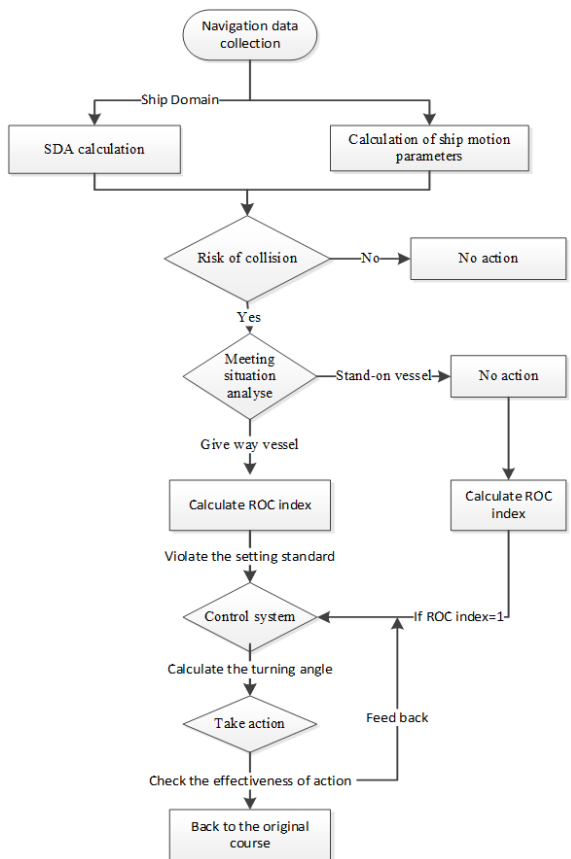 Navigation data
collection
Ship Domain
SDA calculation
Calculation of ship motion
parameters
Risk of collision
No
No action
Yes
Meeting
situation
analyse
Stand-on vessel
No action
Give way vessel
Calculate ROC index
Calculate ROC
index
Violate the setting standard
Control system
If ROC index=1
Calculate the turning angle
Take action
Feed back
Check the effectiveness of action
Back to the original
course